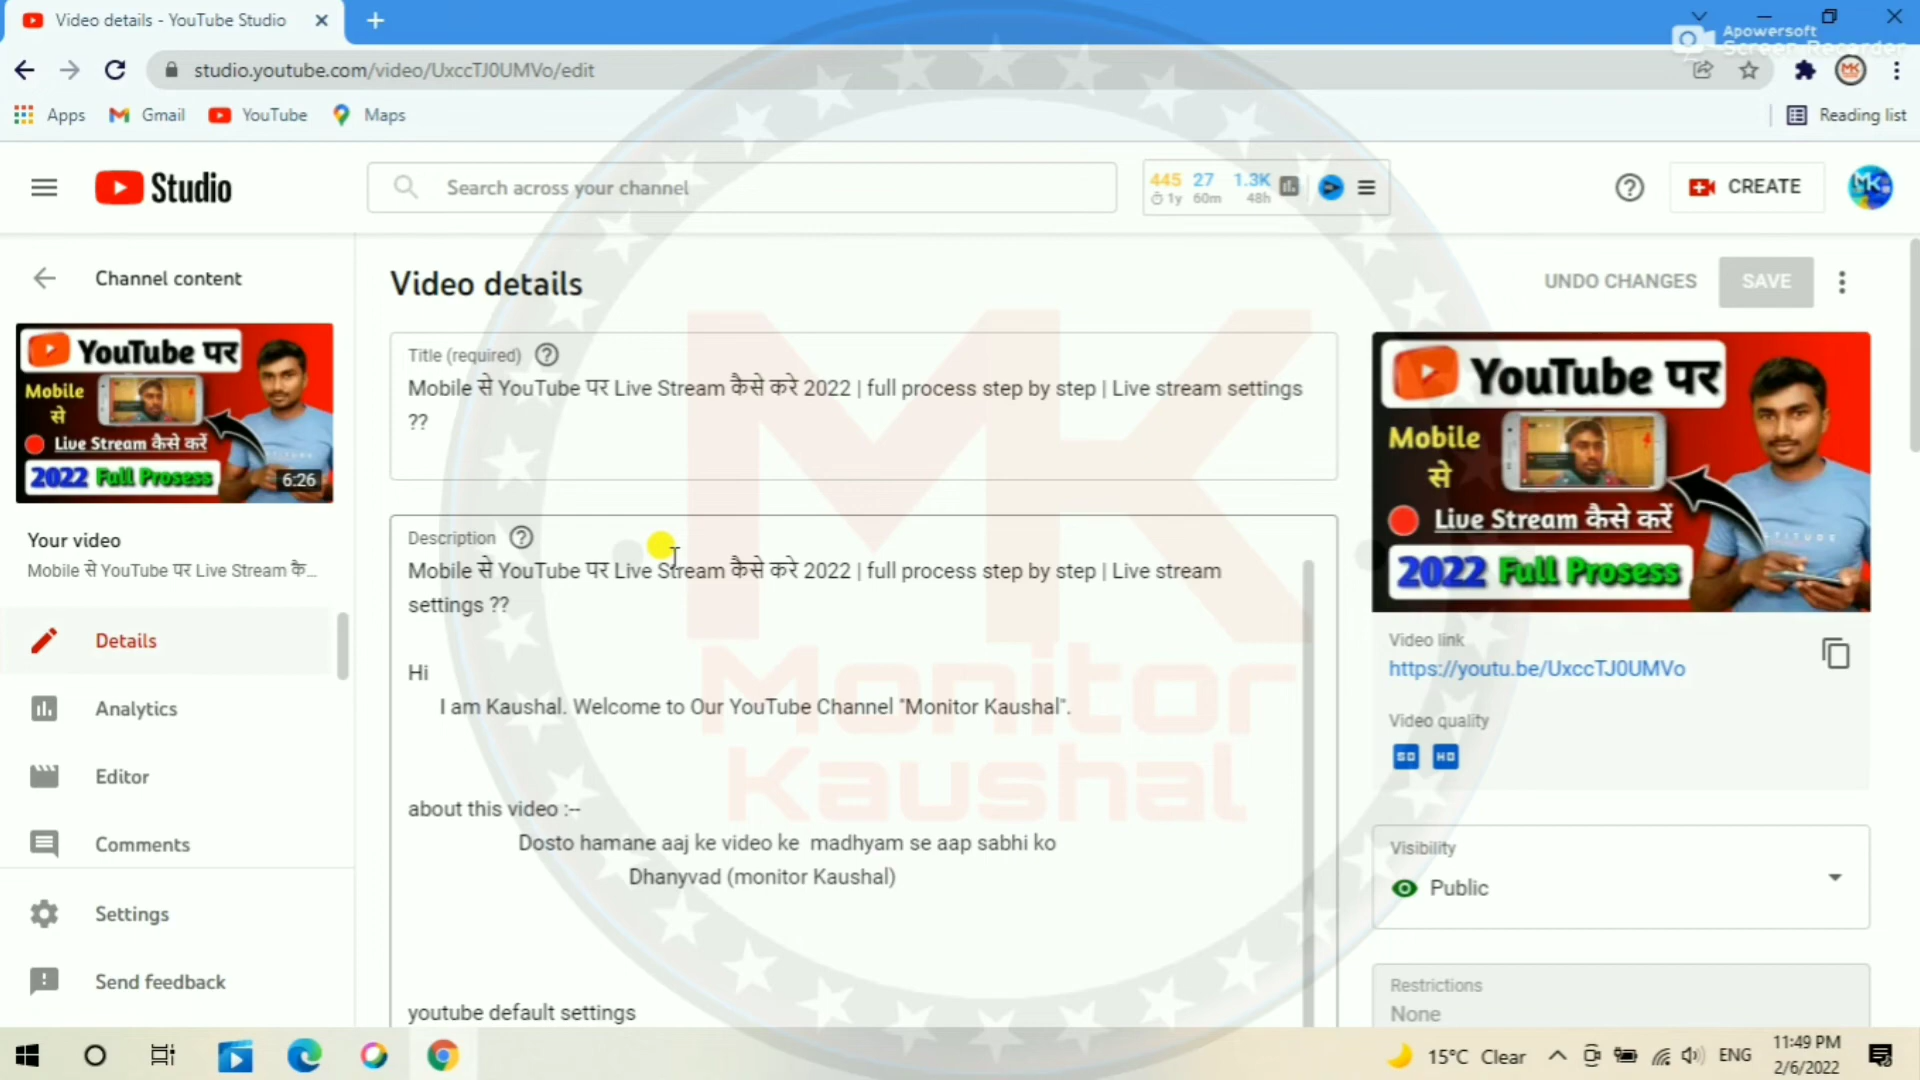 Video details - YouTube Studio
Apowersoft
Screen Recorder
studio.youtube.com/video/UxccTJ0UMVo/edit
Apps
Gmail
YouTube
Maps
Reading list
Studio
Search across your channel
445 27 1.3K
1y 60m 48h
CREATE
Channel content
Video details
UNDO CHANGES
SAVE
YouTube पर
Mobile
से
Live Stream कैसे करें
2022 Full Prosess
6:26
Title (required)
Mobile से YouTube पर Live Stream कैसे करे 2022 | full process step by step | Live stream settings
??
YouTube पर
Mobile
से
Live Stream कैसे करें
2022 Full Prosess
Your video
Mobile से YouTube पर Live Stream कै...
Description
Mobile से YouTube पर Live Stream कैसे करे 2022 | full process step by step | Live stream
settings ??
Hi
I am Kaushal. Welcome to Our YouTube Channel "Monitor Kaushal".
about this video :--
Dosto hamane aaj ke video ke madhyam se aap sabhi ko
Dhanyvad (monitor Kaushal)
youtube default settings
Details
Analytics
Editor
Comments
Settings
Send feedback
Video link
https://youtu.be/UxccTJ0UMVo
Video quality
SD HD
Visibility
Public
Restrictions
None
MK
Monitor
Kaushal
15°C Clear
ENG
11:49 PM
2/6/2022